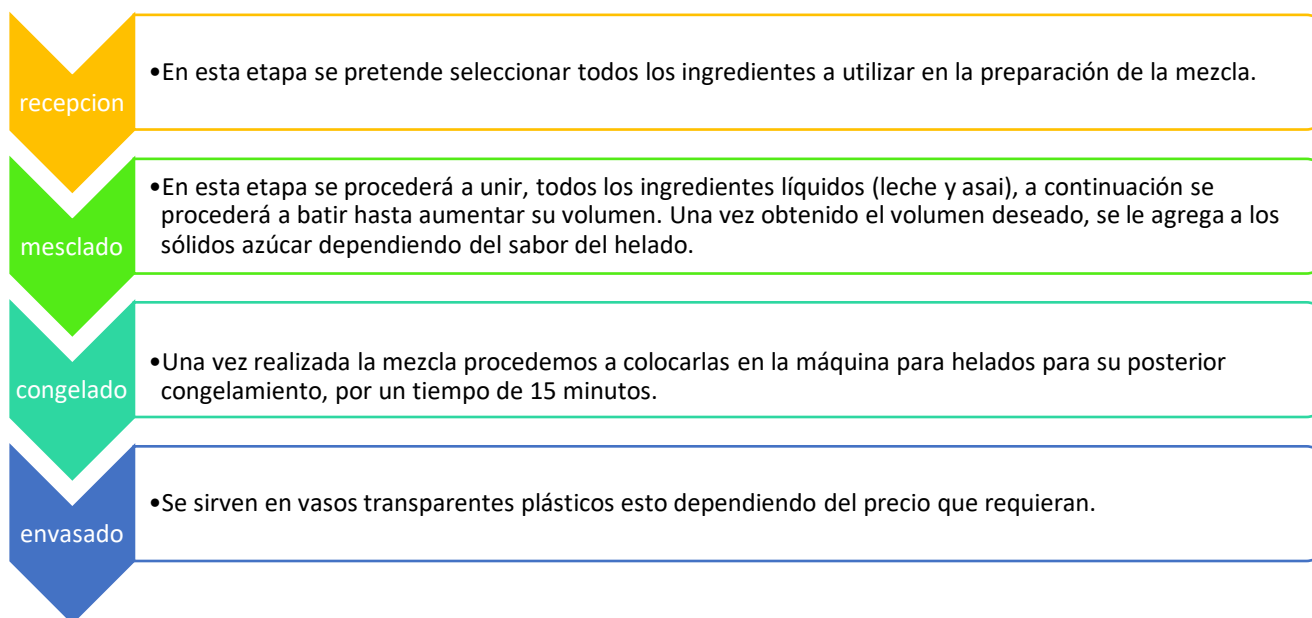 recepcion
•En esta etapa se pretende seleccionar todos los ingredientes a utilizar en la preparación de la mezcla.
mesclado
•En esta etapa se procederá a unir, todos los ingredientes líquidos (leche y asai), a continuación se
procederá a batir hasta aumentar su volumen. Una vez obtenido el volumen deseado, se le agrega a los
sólidos azúcar dependiendo del sabor del helado.
congelado
•Una vez realizada la mezcla procedemos a colocarlas en la máquina para helados para su posterior
congelamiento, por un tiempo de 15 minutos.
envasado
•Se sirven en vasos transparentes plásticos esto dependiendo del precio que requieran.